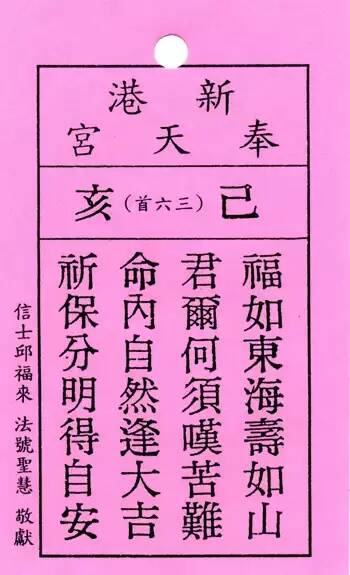 新港
奉天宮
己(三六首)亥
福如東海壽如山
君爾何須嘆苦難
命內自然逢大吉
祈保分明得自安
信士邱福來 法號聖慧 敬獻